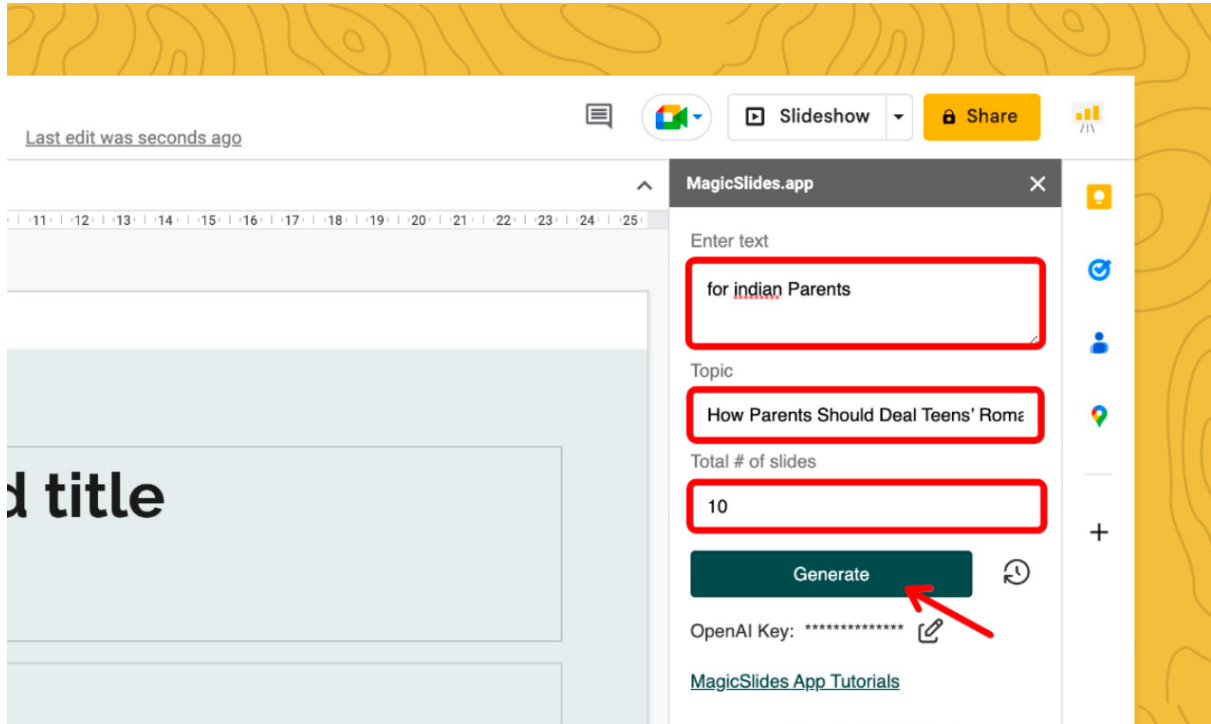 Slideshow
Share
Last edit was seconds ago
MagicSlides.app
11 12 13 14 15 16 17 18 19 20 21 22 23 24 25
Enter text
for indian Parents
Topic
How Parents Should Deal Teens’ Roma
Total # of slides
d title
10
Generate
OpenAI Key: **************
MagicSlides App Tutorials